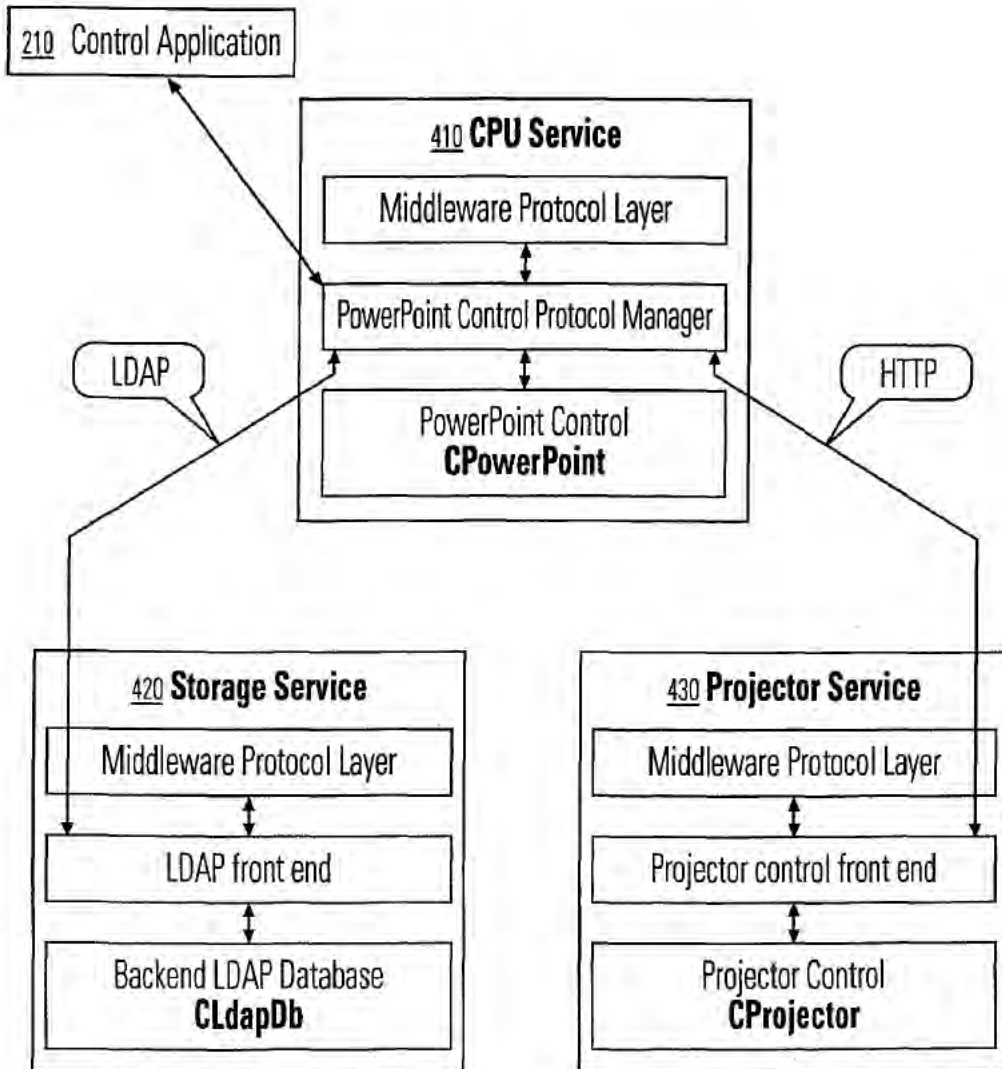 210 Control Application
410 CPU Service
Middleware Protocol Layer
PowerPoint Control Protocol Manager
LDAP
HTTP
PowerPoint Control
CPowerPoint
420 Storage Service
Middleware Protocol Layer
LDAP front end
Backend LDAP Database
CLdapDb
430 Projector Service
Middleware Protocol Layer
Projector control front end
Projector Control
CProjector